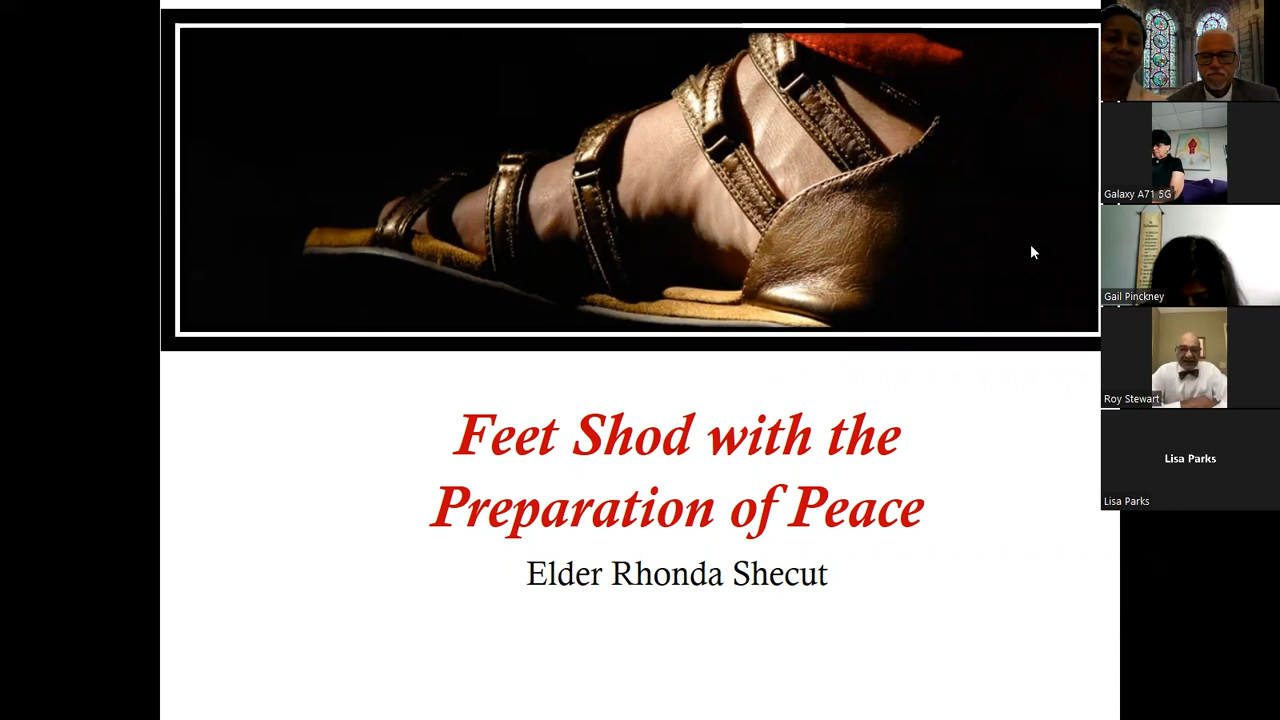 Feet Shod with the
Preparation of Peace
Elder Rhonda Shecut
Galaxy A71 5G
Gail Pinckney
Roy Stewart
Lisa Parks
Lisa Parks